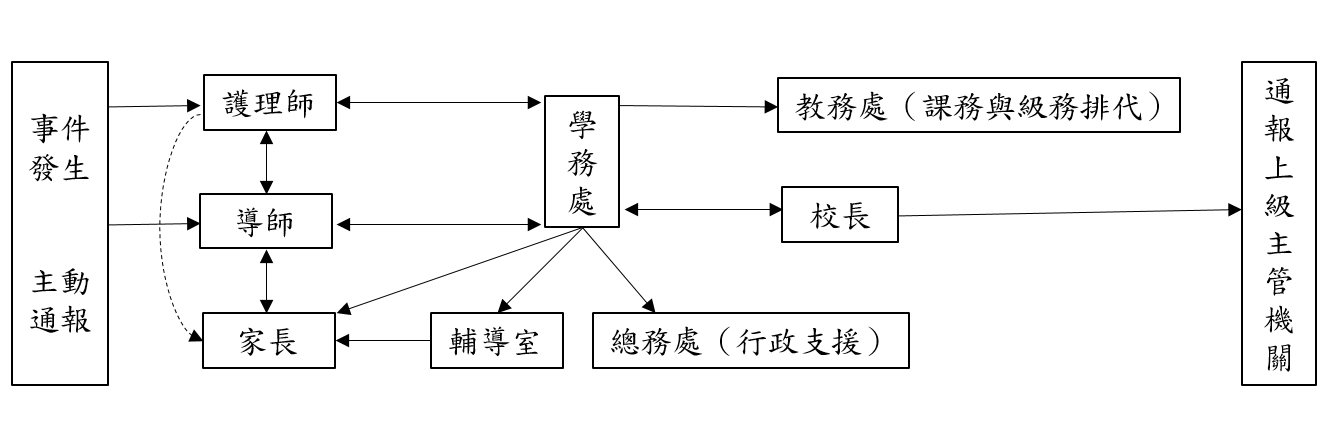 事件
發生
主動
通報
護理師
導師
家長
學
務
處
輔導室
總務處（行政支援）
教務處（課務與級務排代）
校長
通
報
上
級
主
管
機
關